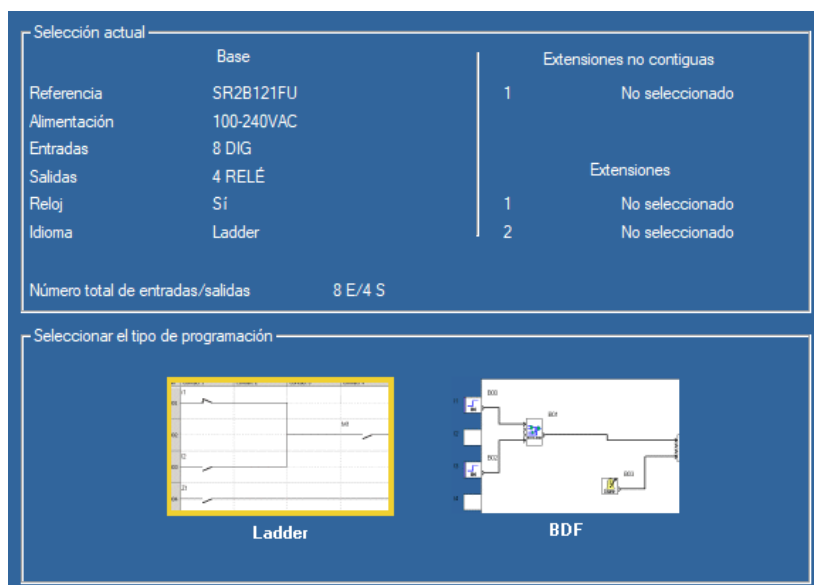 Selección actual
Base
Extensiones no contiguas
Referencia SR2B121FU
1 No seleccionado
Alimentación 100-240VAC
Entradas 8 DIG
Salidas 4 RELÉ
Extensiones
Reloj Sí
1 No seleccionado
Idioma Ladder
2 No seleccionado
Número total de entradas/salidas 8 E/4 S
Seleccionar el tipo de programación
Ladder
BDF